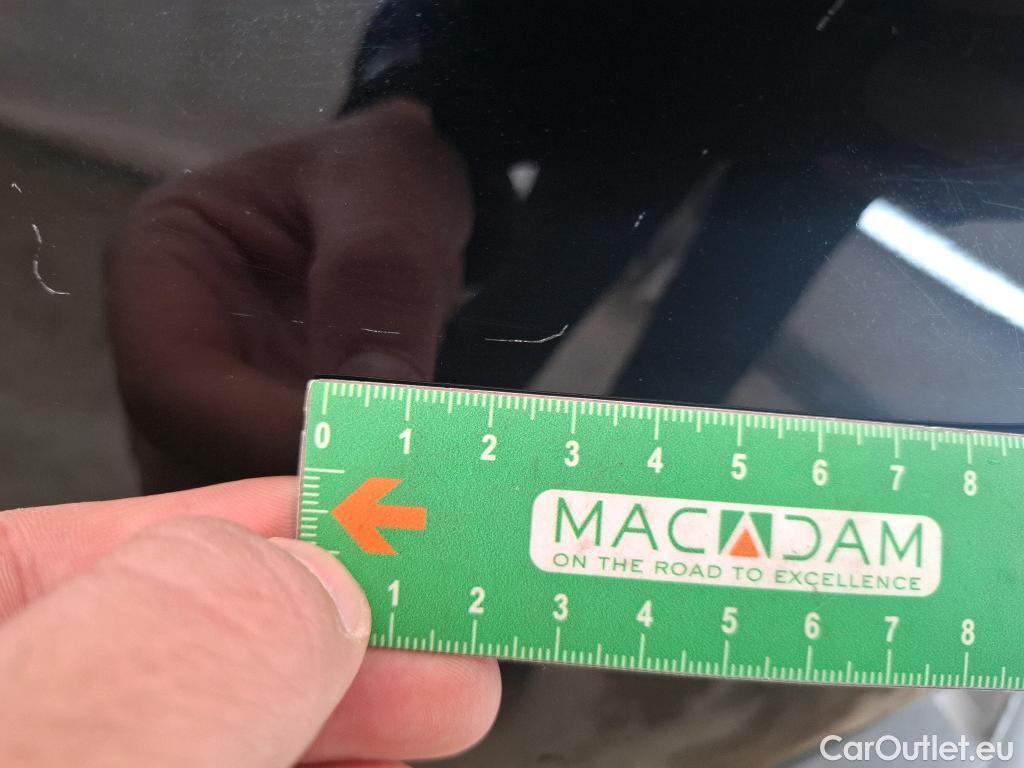 0 1 2 3 4 5 6 7 8
MACADAM
ON THE ROAD TO EXCELLENCE
1 2 3 4 5 6 7 8
CarOutlet.eu